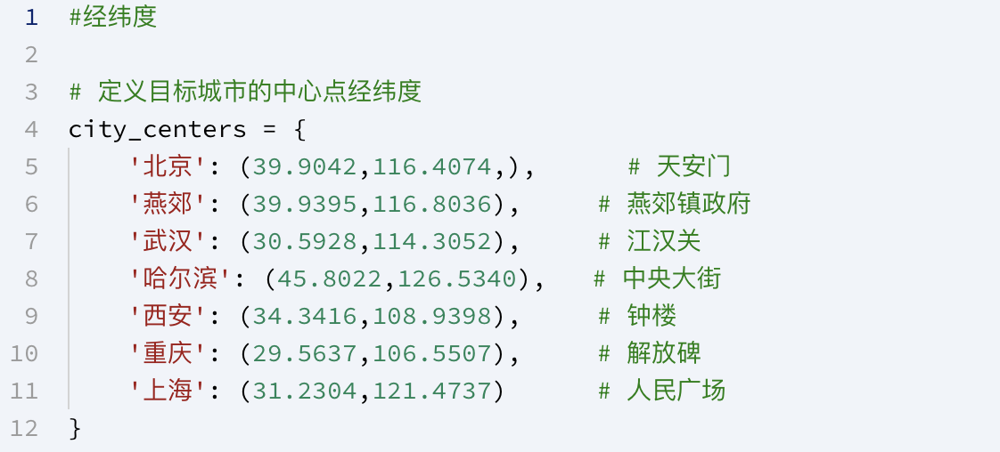 1 #经纬度
2
3 # 定义目标城市的中心点经纬度
4 city_centers = {
5     '北京': (39.9042,116.4074,),      # 天安门
6     '燕郊': (39.9395,116.8036),     # 燕郊镇政府
7     '武汉': (30.5928,114.3052),     # 江汉关
8     '哈尔滨': (45.8022,126.5340),   # 中央大街
9     '西安': (34.3416,108.9398),     # 钟楼
10     '重庆': (29.5637,106.5507),     # 解放碑
11     '上海': (31.2304,121.4737)      # 人民广场
12 }